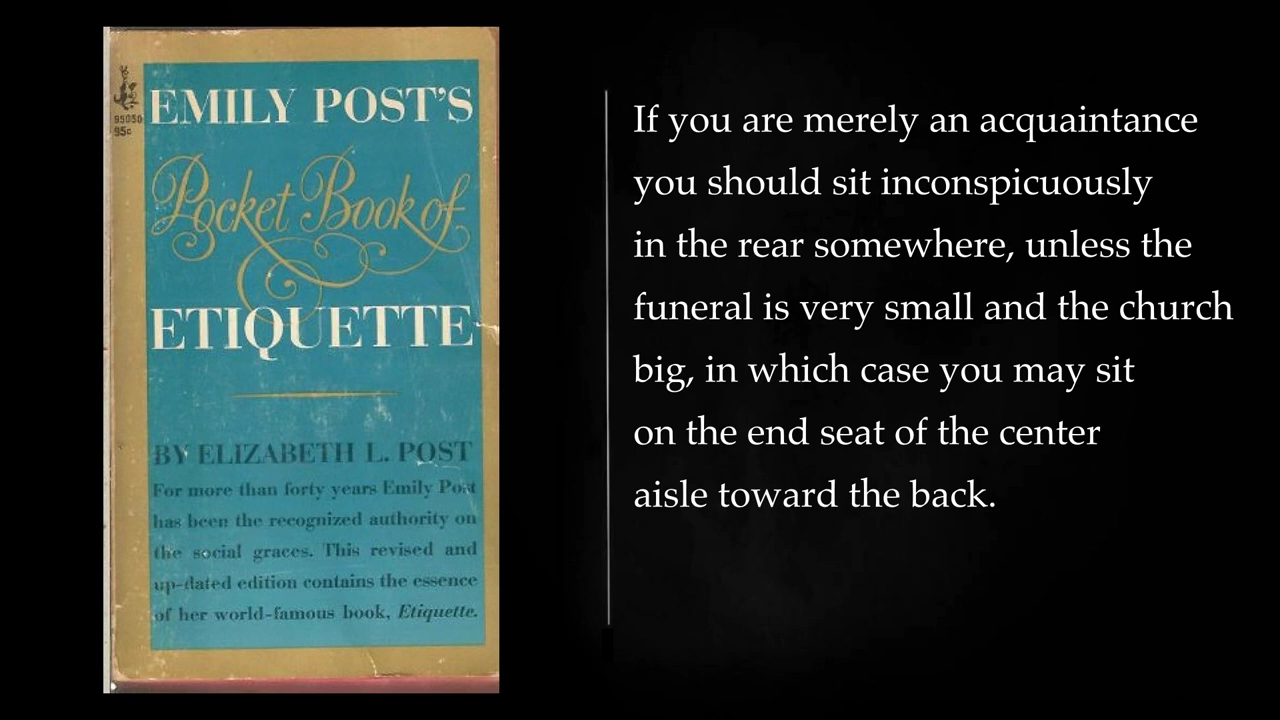 EMILY POST'S
Pocket Book of
ETIQUETTE
95050
95c
BY ELIZABETH L. POST
For more than forty years Emily Post
has been the recognized authority on
the social graces. This revised and
up-dated edition contains the essence
of her world-famous book, Etiquette.
If you are merely an acquaintance
you should sit inconspicuously
in the rear somewhere, unless the
funeral is very small and the church
big, in which case you may sit
on the end seat of the center
aisle toward the back.